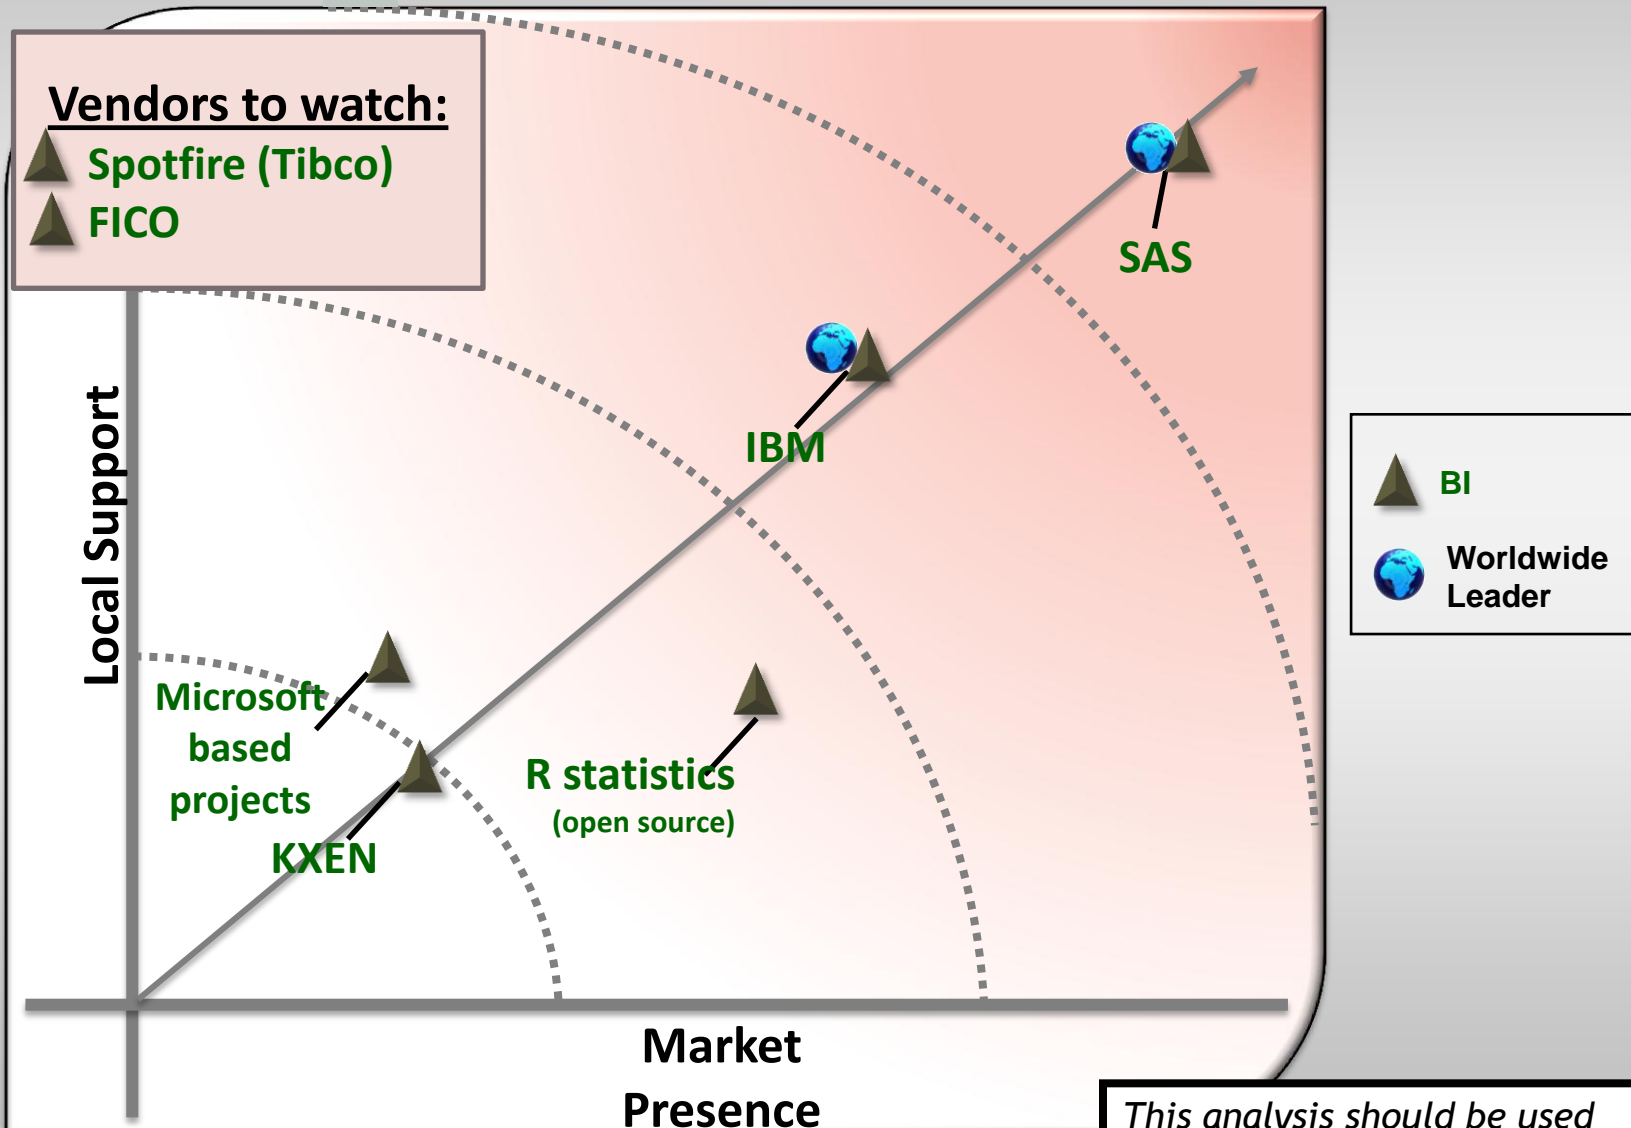 Vendors to watch:
Spotfire (Tibco)
FICO
SAS
IBM
Local Support
BI
Worldwide
Leader
Microsoft
based
projects
R statistics
(open source)
KXEN
Market
Presence
This analysis should be used